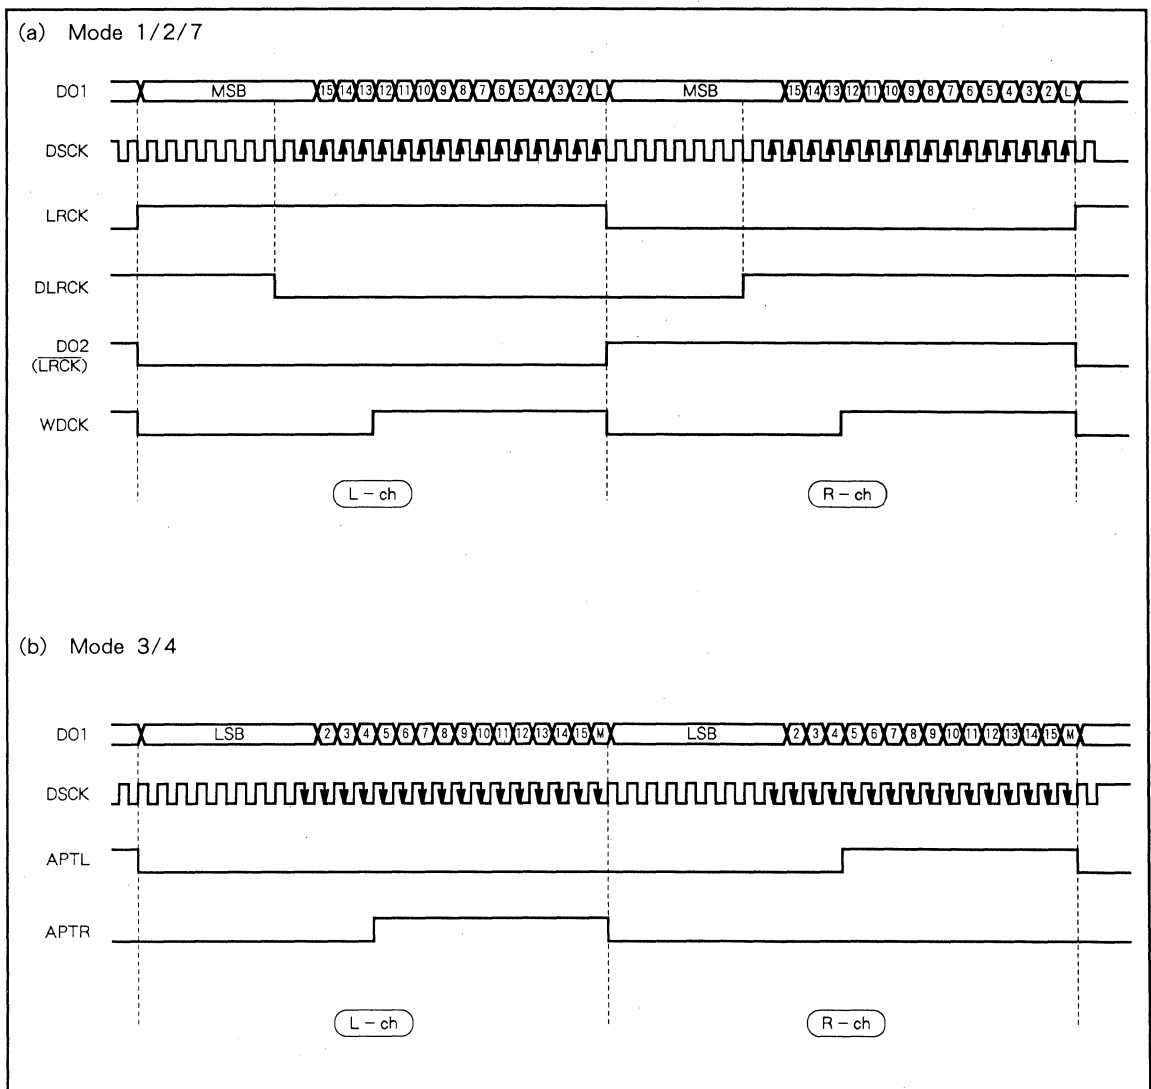 (a) Mode 1/2/7
DO1 MSB 15 14 13 12 11 10 9 8 7 6 5 4 3 2 L MSB 15 14 13 12 11 10 9 8 7 6 5 4 3 2 L
DSCK
LRCK
DLRCK
DO2
(LRCK)
WDCK
L - ch R - ch
(b) Mode 3/4
DO1 LSB 2 3 4 5 6 7 8 9 10 11 12 13 14 15 M LSB 2 3 4 5 6 7 8 9 10 11 12 13 14 15 M
DSCK
APTL
APTR
L - ch R - ch